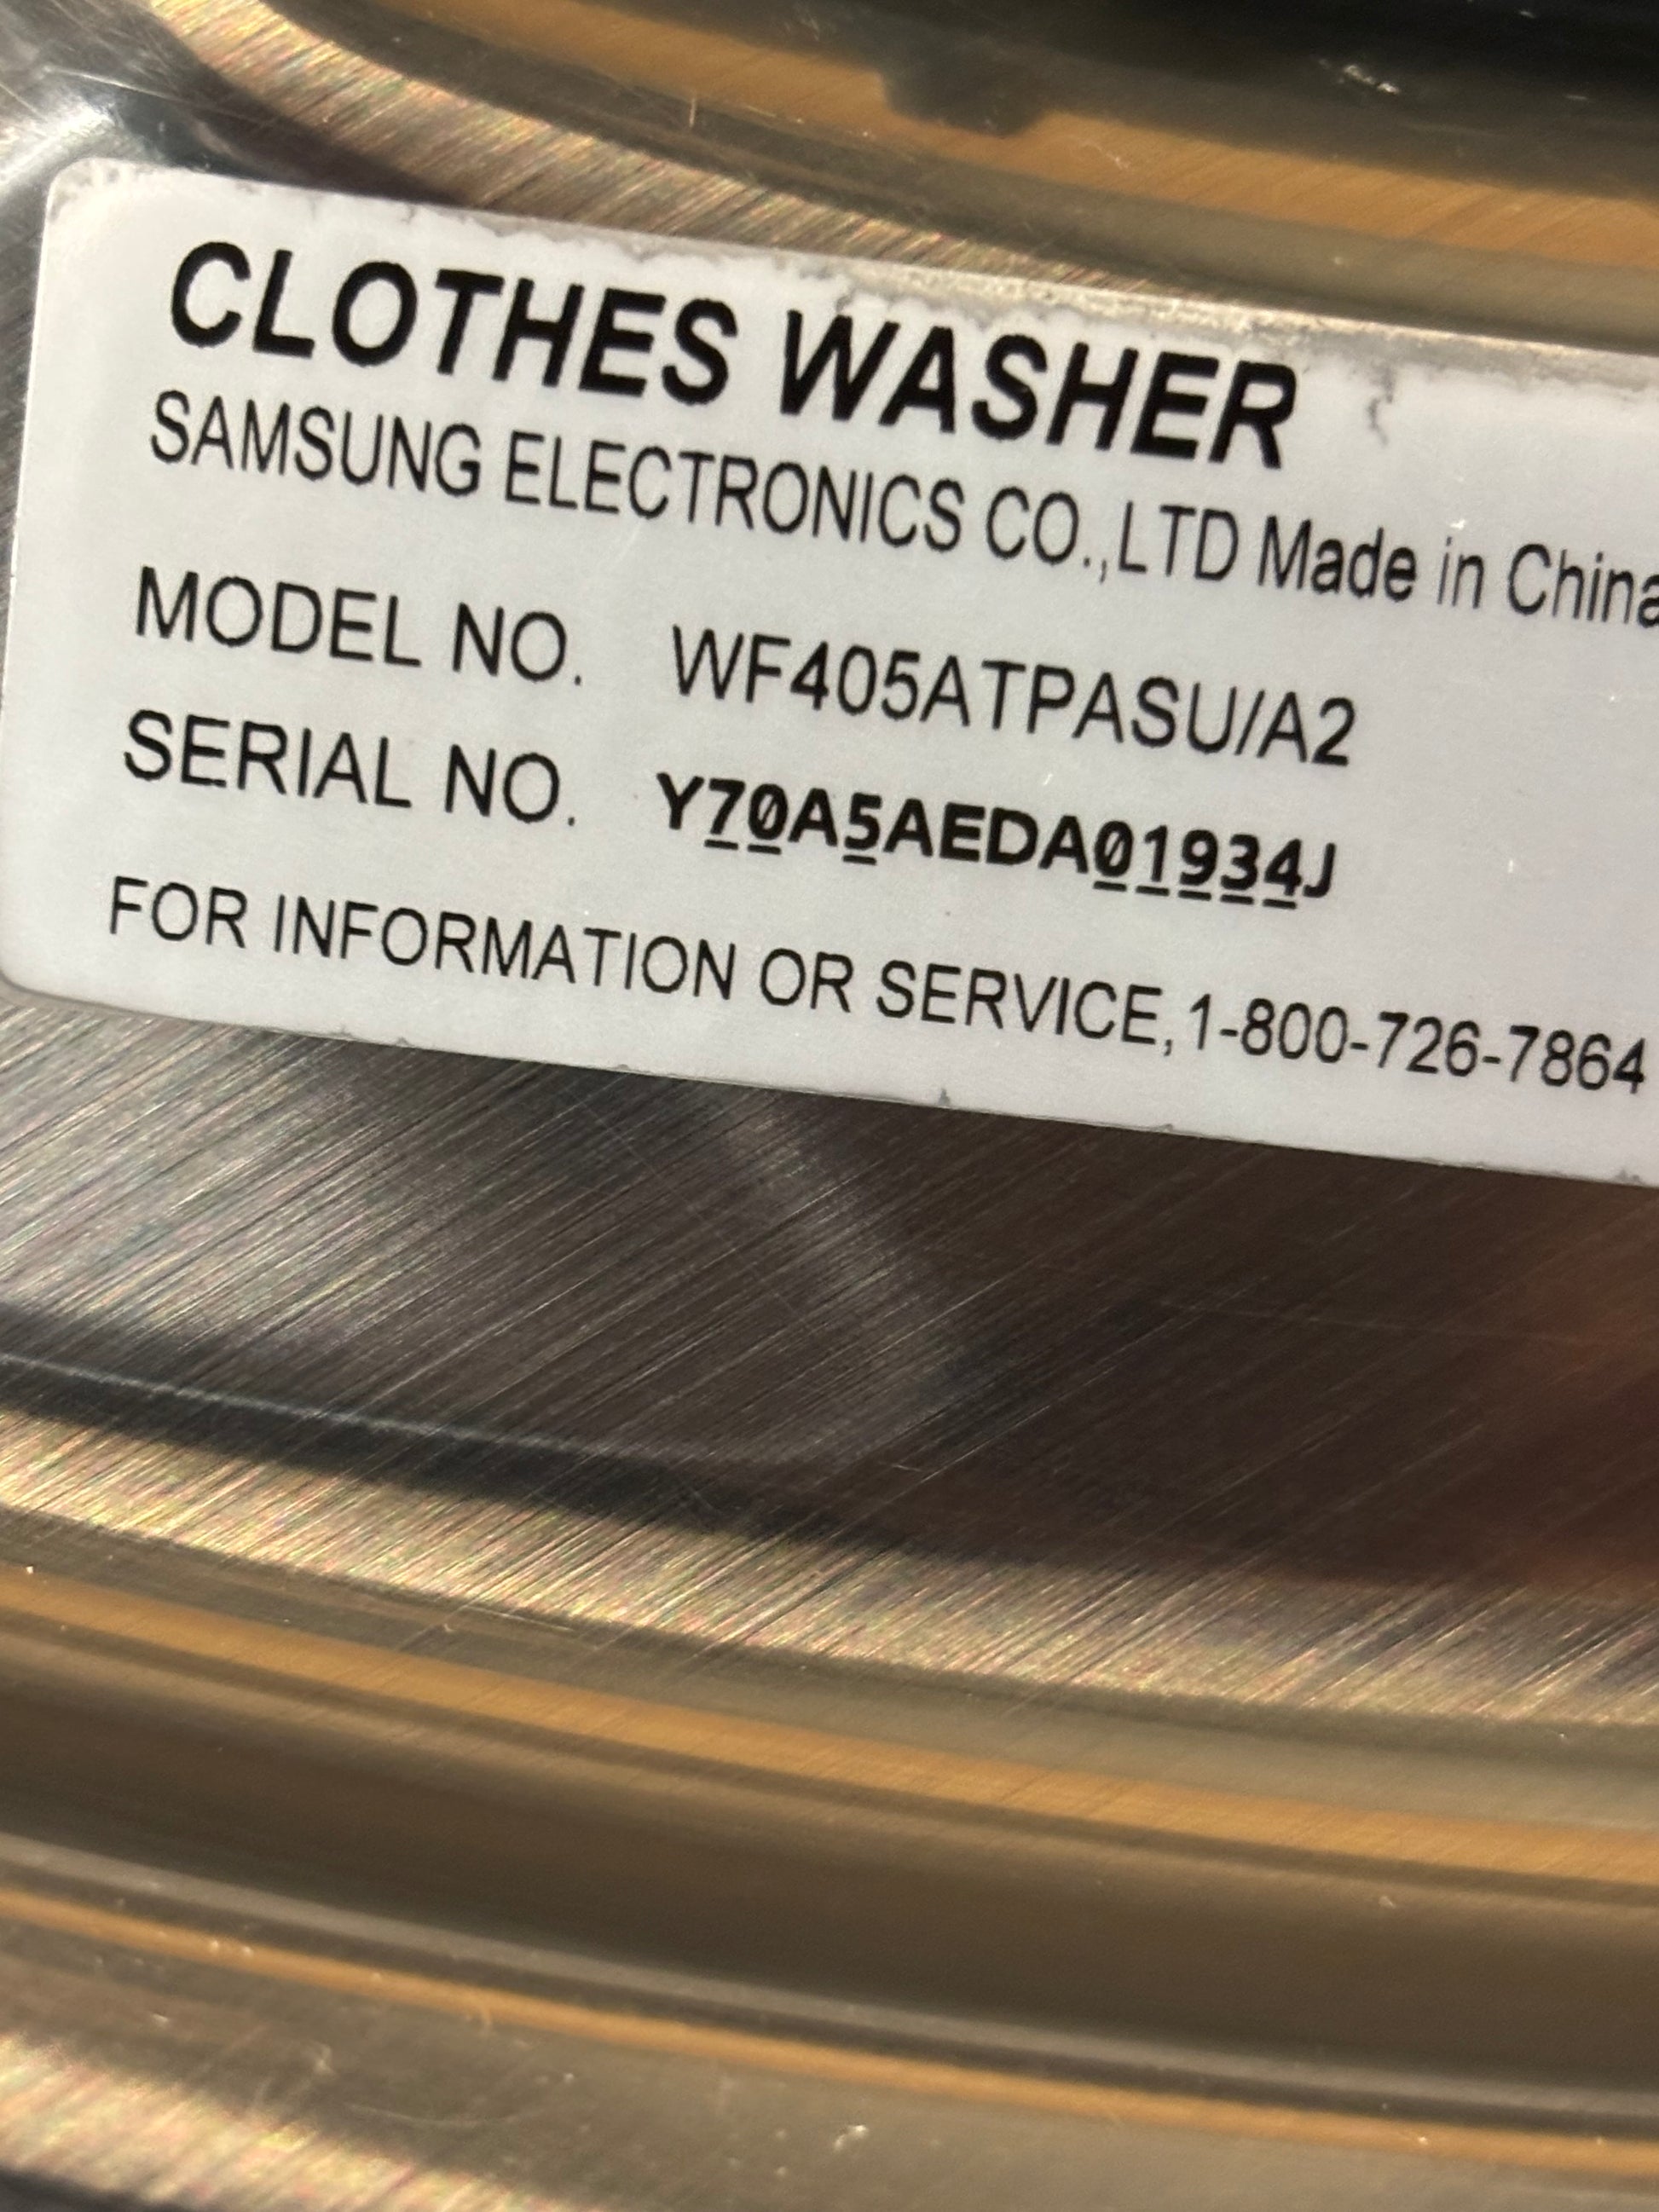 CLOTHES WASHER
SAMSUNG ELECTRONICS CO.,LTD Made in China
MODEL NO. WF405ATPASU/A2
SERIAL NO. Y70A5AEDA01934J
FOR INFORMATION OR SERVICE,1-800-726-7864